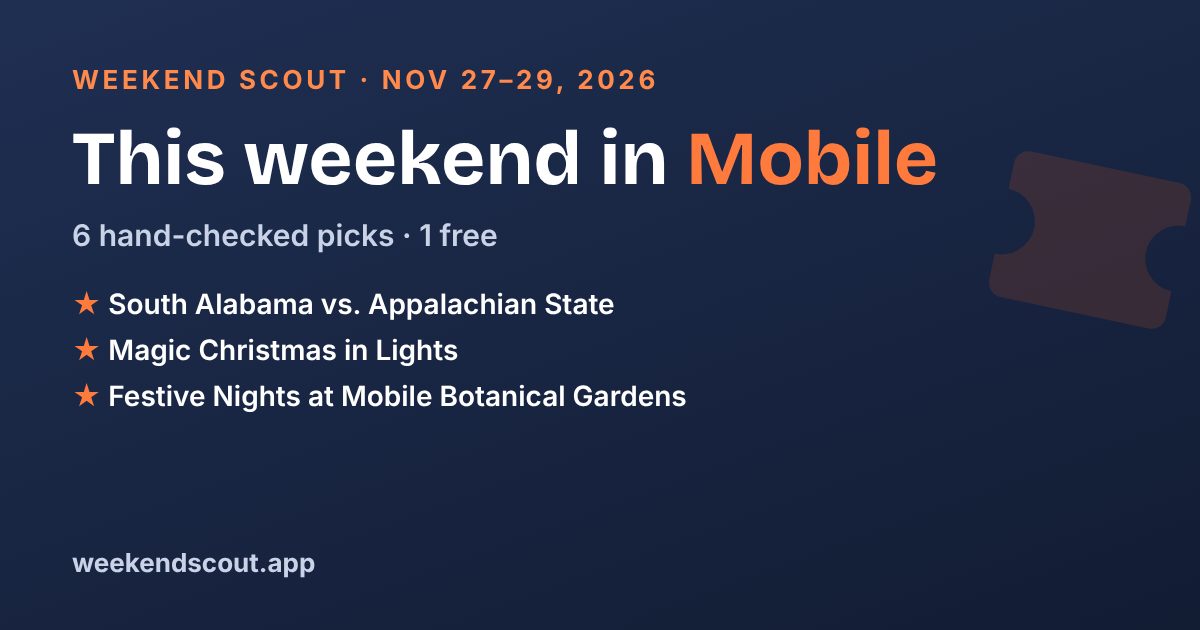 WEEKEND SCOUT · NOV 27–29, 2026
This weekend in Mobile
6 hand-checked picks · 1 free
★ South Alabama vs. Appalachian State
★ Magic Christmas in Lights
★ Festive Nights at Mobile Botanical Gardens
weekendscout.app